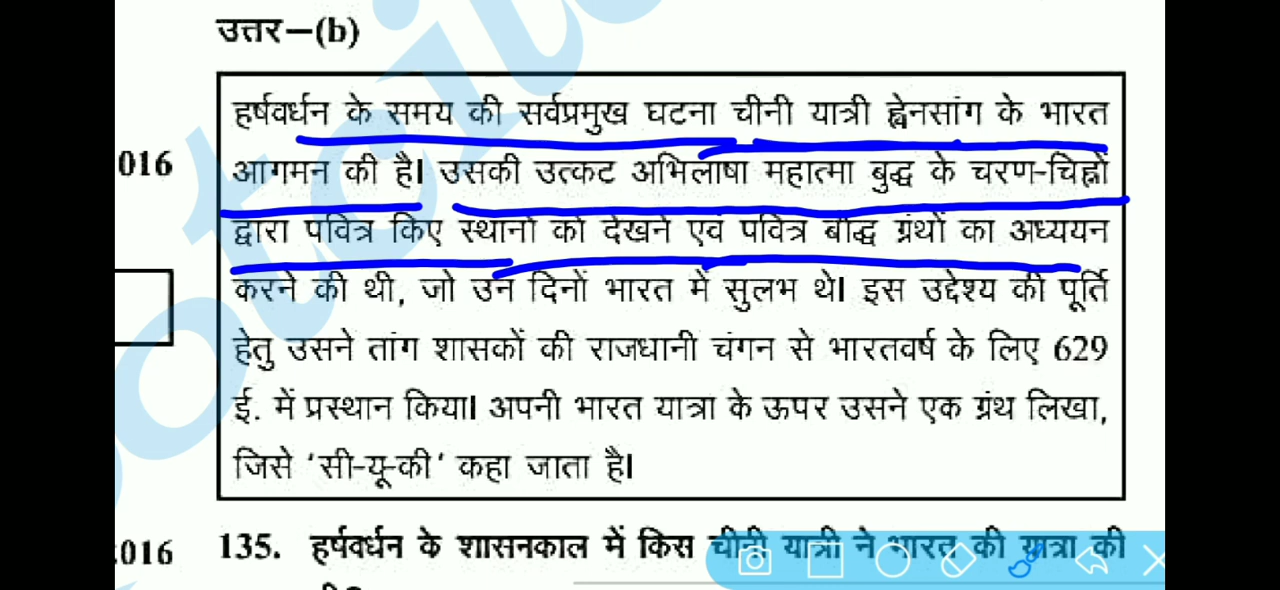 उत्तर—(b)
हर्षवर्धन के समय की सर्वप्रमुख घटना चीनी यात्री ह्वेनसांग के भारत
016 आगमन की है। उसकी उत्कट अभिलाषा महात्मा बुद्ध के चरण-चिह्नों
द्वारा पवित्र किए स्थानों को देखने एवं पवित्र बौद्ध ग्रंथों का अध्ययन
करने की थी, जो उन दिनों भारत में सुलभ थे। इस उद्देश्य की पूर्ति
हेतु उसने तांग शासकों की राजधानी चंगन से भारतवर्ष के लिए 629
ई. में प्रस्थान किया। अपनी भारत यात्रा के ऊपर उसने एक ग्रंथ लिखा,
जिसे ‘सी-यू-की‘ कहा जाता है।
.016 135. हर्षवर्धन के शासनकाल में किस चीनी यात्री ने भारत की यात्रा की